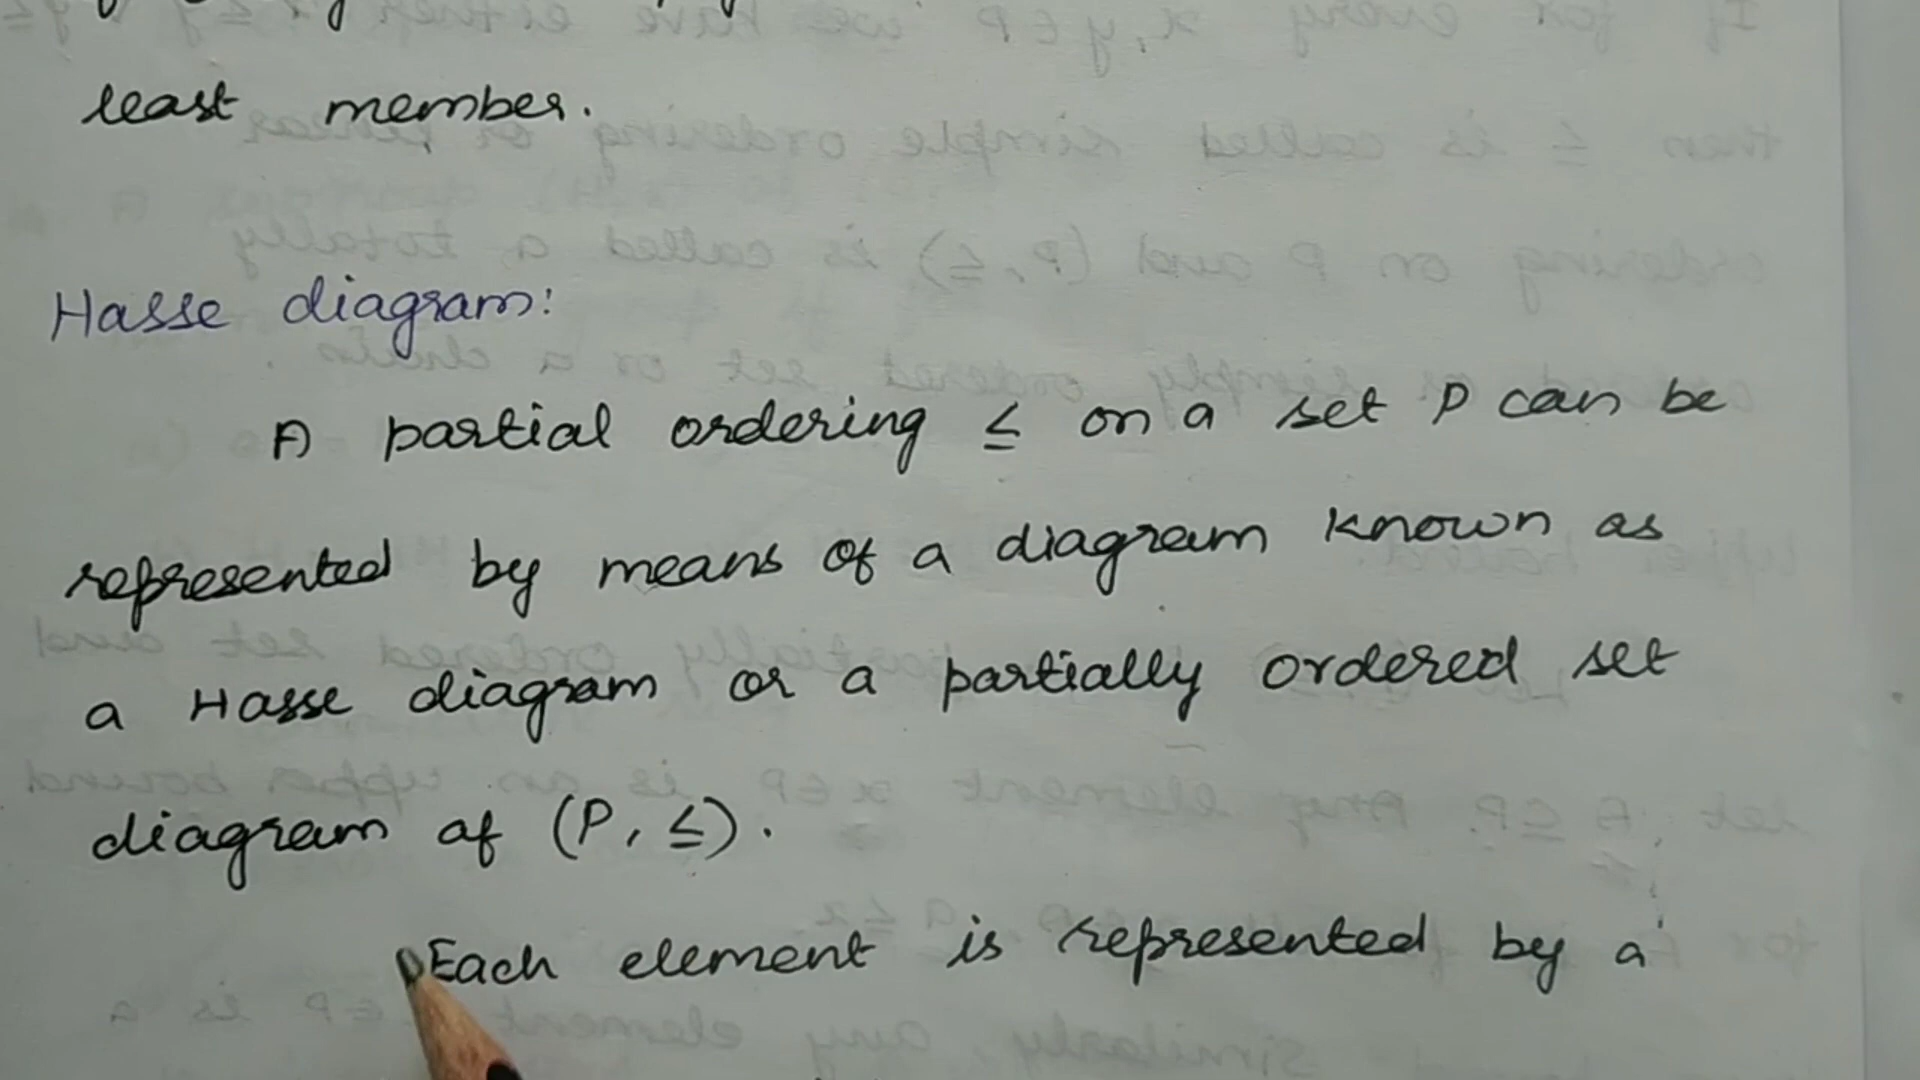 least member.
Hasse diagram:
A partial ordering ≤ on a set P can be
represented by means of a diagram known as
a Hasse diagram or a partially ordered set
diagram of (P, ≤).
Each element is represented by a